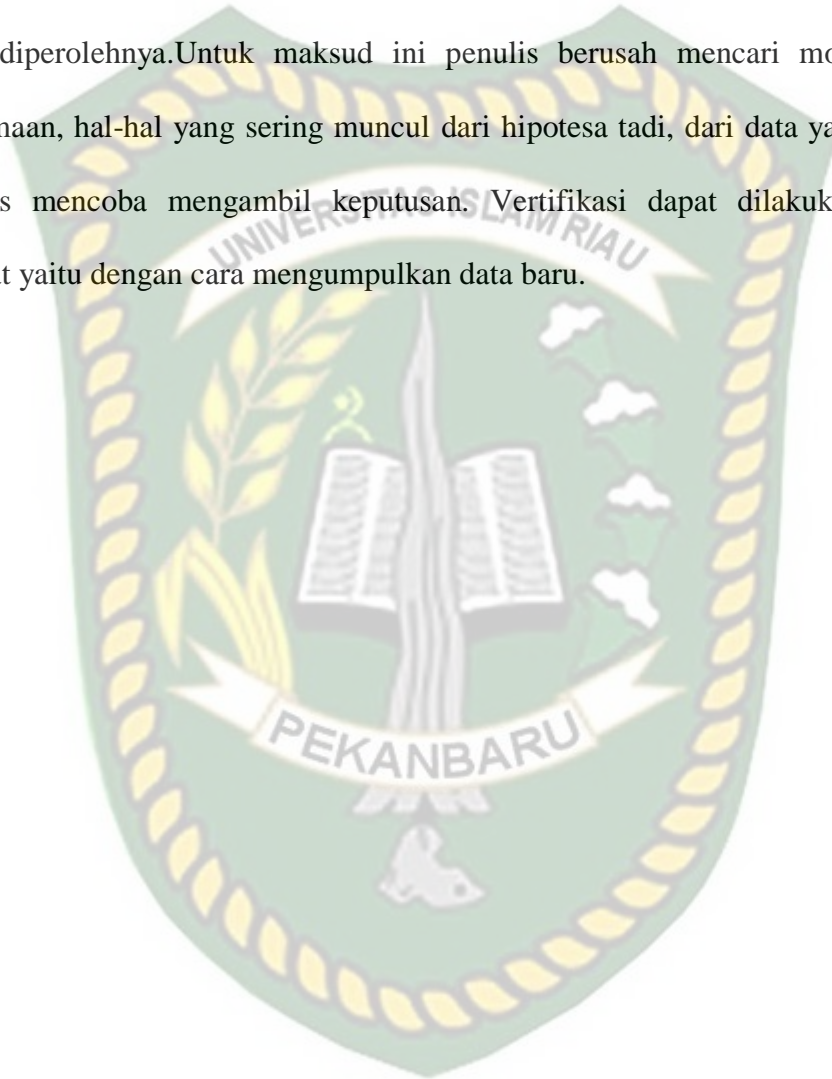 diperolehnya.Untuk maksud ini penulis berusah mencari mo
naan, hal-hal yang sering muncul dari hipotesa tadi, dari data ya
s mencoba mengambil keputusan. Vertifikasi dapat dilakuk
t yaitu dengan cara mengumpulkan data baru.
UNIVERSITAS ISLAM RIAU
PEKANBARU